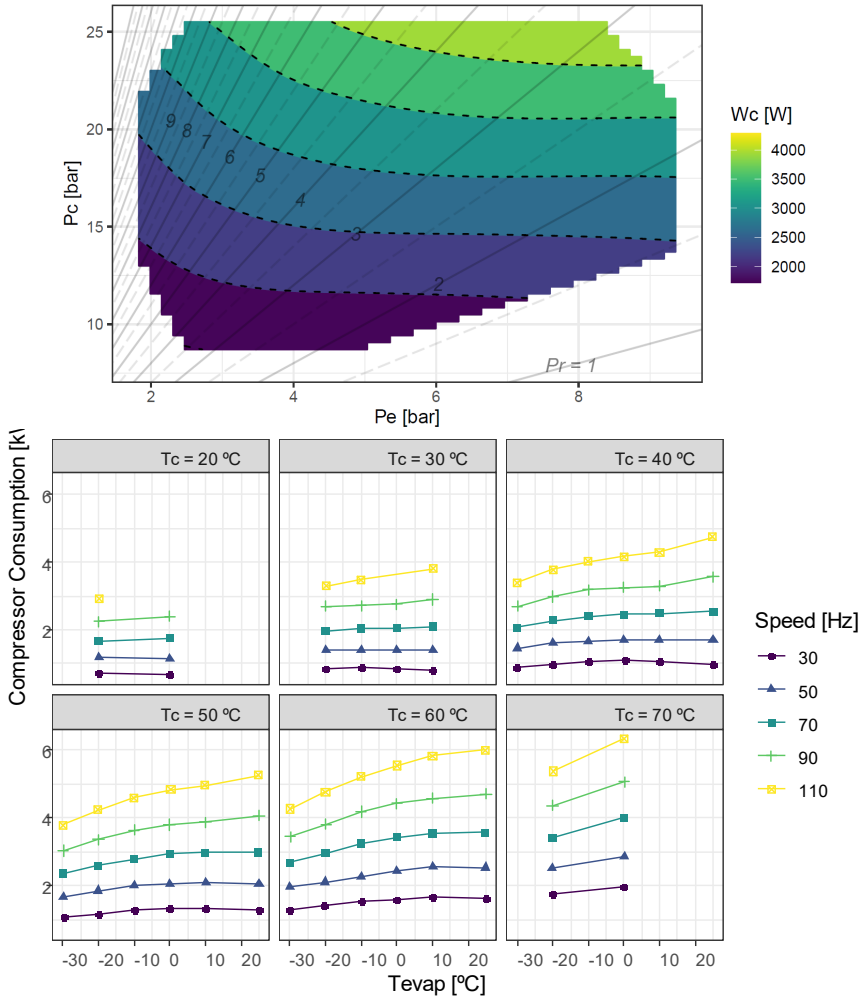 25
20
15
10
Pc [bar]
9
8
7
6
5
4
3
2
Pr = 1
2
4
6
8
Pe [bar]
Wc [W]
4000
3500
3000
2500
2000
Compressor Consumption [k
Tc = 20 ºC
Tc = 30 ºC
Tc = 40 ºC
6
4
2
Tc = 50 ºC
Tc = 60 ºC
Tc = 70 ºC
6
4
2
-30 -20 -10 0 10 20
-30 -20 -10 0 10 20
-30 -20 -10 0 10 20
Tevap [ºC]
Speed [Hz]
30
50
70
90
110